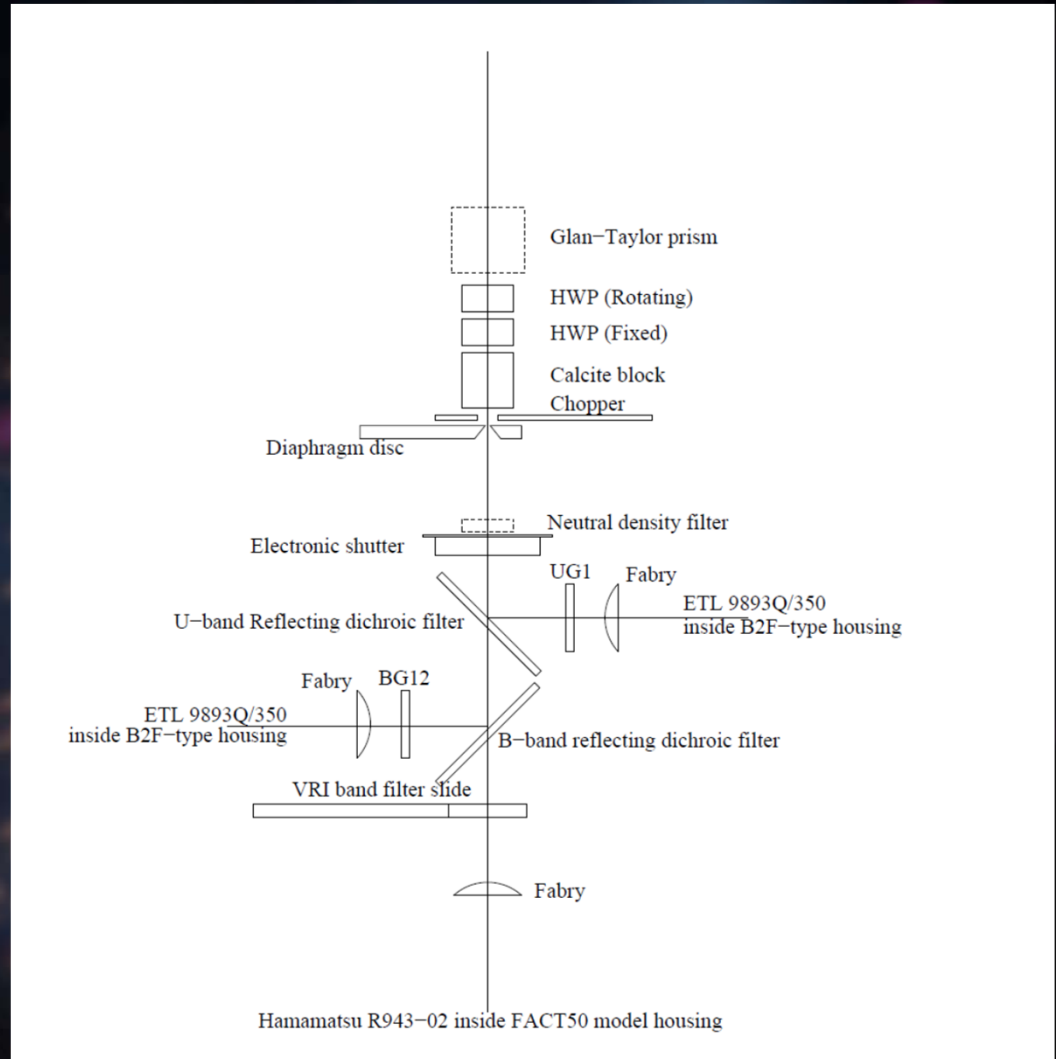 Glan−Taylor prism
HWP (Rotating)
HWP (Fixed)
Calcite block
Chopper
Diaphragm disc
Neutral density filter
Electronic shutter
UG1
Fabry
ETL 9893Q/350
inside B2F−type housing
U−band Reflecting dichroic filter
Fabry
BG12
ETL 9893Q/350
inside B2F−type housing
B−band reflecting dichroic filter
VRI band filter slide
Fabry
Hamamatsu R943−02 inside FACT50 model housing